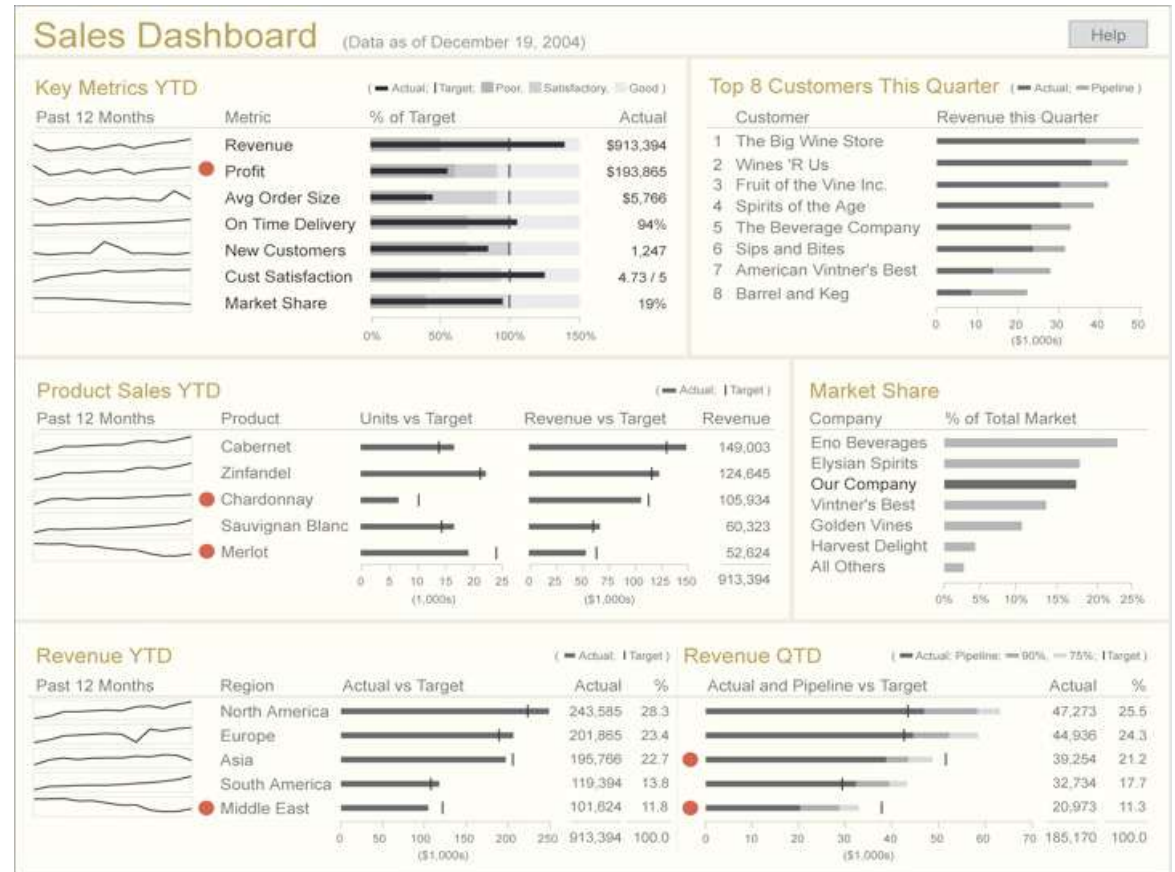 Sales Dashboard (Data as of December 19, 2004) Help
Key Metrics YTD ( Actual; Target; Poor, Satisfactory, Good )
Past 12 Months Metric % of Target Actual
Revenue $913,394
Profit $193,865
Avg Order Size $5,766
On Time Delivery 94%
New Customers 1,247
Cust Satisfaction 4.73 / 5
Market Share 19%
0% 50% 100% 150%
Top 8 Customers This Quarter ( Actual; Pipeline )
Customer Revenue this Quarter
1 The Big Wine Store
2 Wines 'R Us
3 Fruit of the Vine Inc.
4 Spirits of the Age
5 The Beverage Company
6 Sips and Bites
7 American Vintner's Best
8 Barrel and Keg
0 10 20 30 40 50
($1,000s)
Product Sales YTD ( Actual; Target )
Past 12 Months Product Units vs Target Revenue vs Target Revenue
Cabernet 149,003
Zinfandel 124,645
Chardonnay 105,934
Sauvignan Blanc 60,323
Merlot 52,624
0 5 10 15 20 25 0 25 50 75 100 125 150 913,394
(1,000s) ($1,000s)
Market Share
Company % of Total Market
Eno Beverages
Elysian Spirits
Our Company
Vintner's Best
Golden Vines
Harvest Delight
All Others
0% 5% 10% 15% 20% 25%
Revenue YTD ( Actual; Target )
Past 12 Months Region Actual vs Target Actual %
North America 243,585 28.3
Europe 201,865 23.4
Asia 195,766 22.7
South America 119,394 13.8
Middle East 101,624 11.8
0 50 100 150 200 250 913,394 100.0
($1,000s)
Revenue QTD ( Actual; Pipeline: 90%, 75%; Target )
Actual and Pipeline vs Target Actual %
47,273 25.5
44,936 24.3
39,254 21.2
32,734 17.7
20,973 11.3
0 10 20 30 40 50 60 70 185,170 100.0
($1,000s)